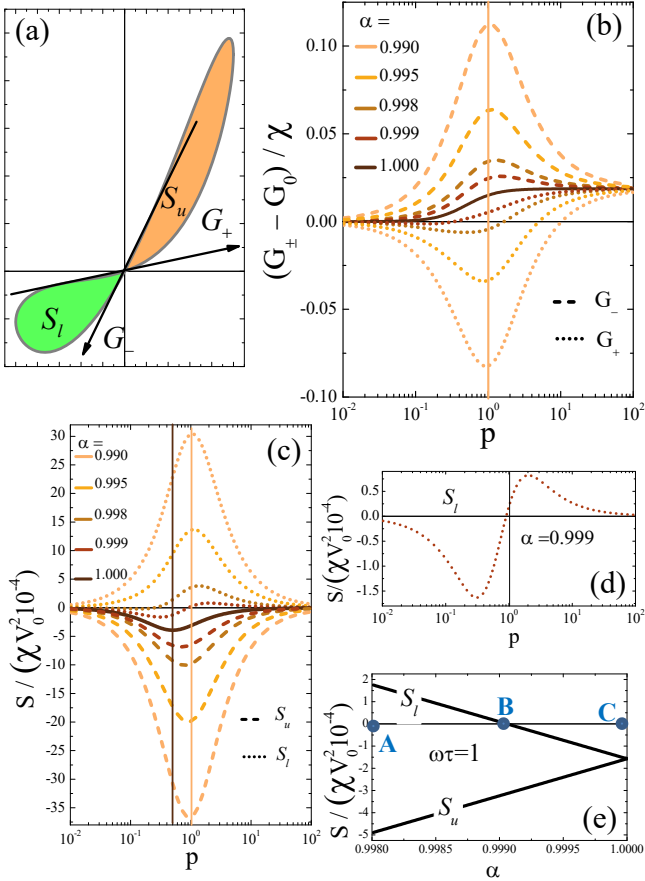 (a)
S_u
G_+
S_l
G_−
(b)
α =
0.990
0.995
0.998
0.999
1.000
(G_± − G_0) / χ
0.10
0.05
0.00
-0.05
-0.10
G_−
G_+
10^-2 10^-1 10^0 10^1 10^2
p
(c)
α =
0.990
0.995
0.998
0.999
1.000
S / (χV_0^2 10^-4)
30
25
20
15
10
5
0
-5
-10
-15
-20
-25
-30
-35
S_u
S_l
10^-2 10^-1 10^0 10^1 10^2
p
S/(χV_0^2 10^-4)
0.5
0.0
-0.5
-1.0
-1.5
S_l
α =0.999
(d)
10^-2 10^-1 10^0 10^1 10^2
p
S / (χV_0^2 10^-4)
2
1
0
-1
-2
-3
-4
-5
S_l
B
C
A
ωτ=1
S_u
(e)
0.9980 0.9985 0.9990 0.9995 1.0000
α